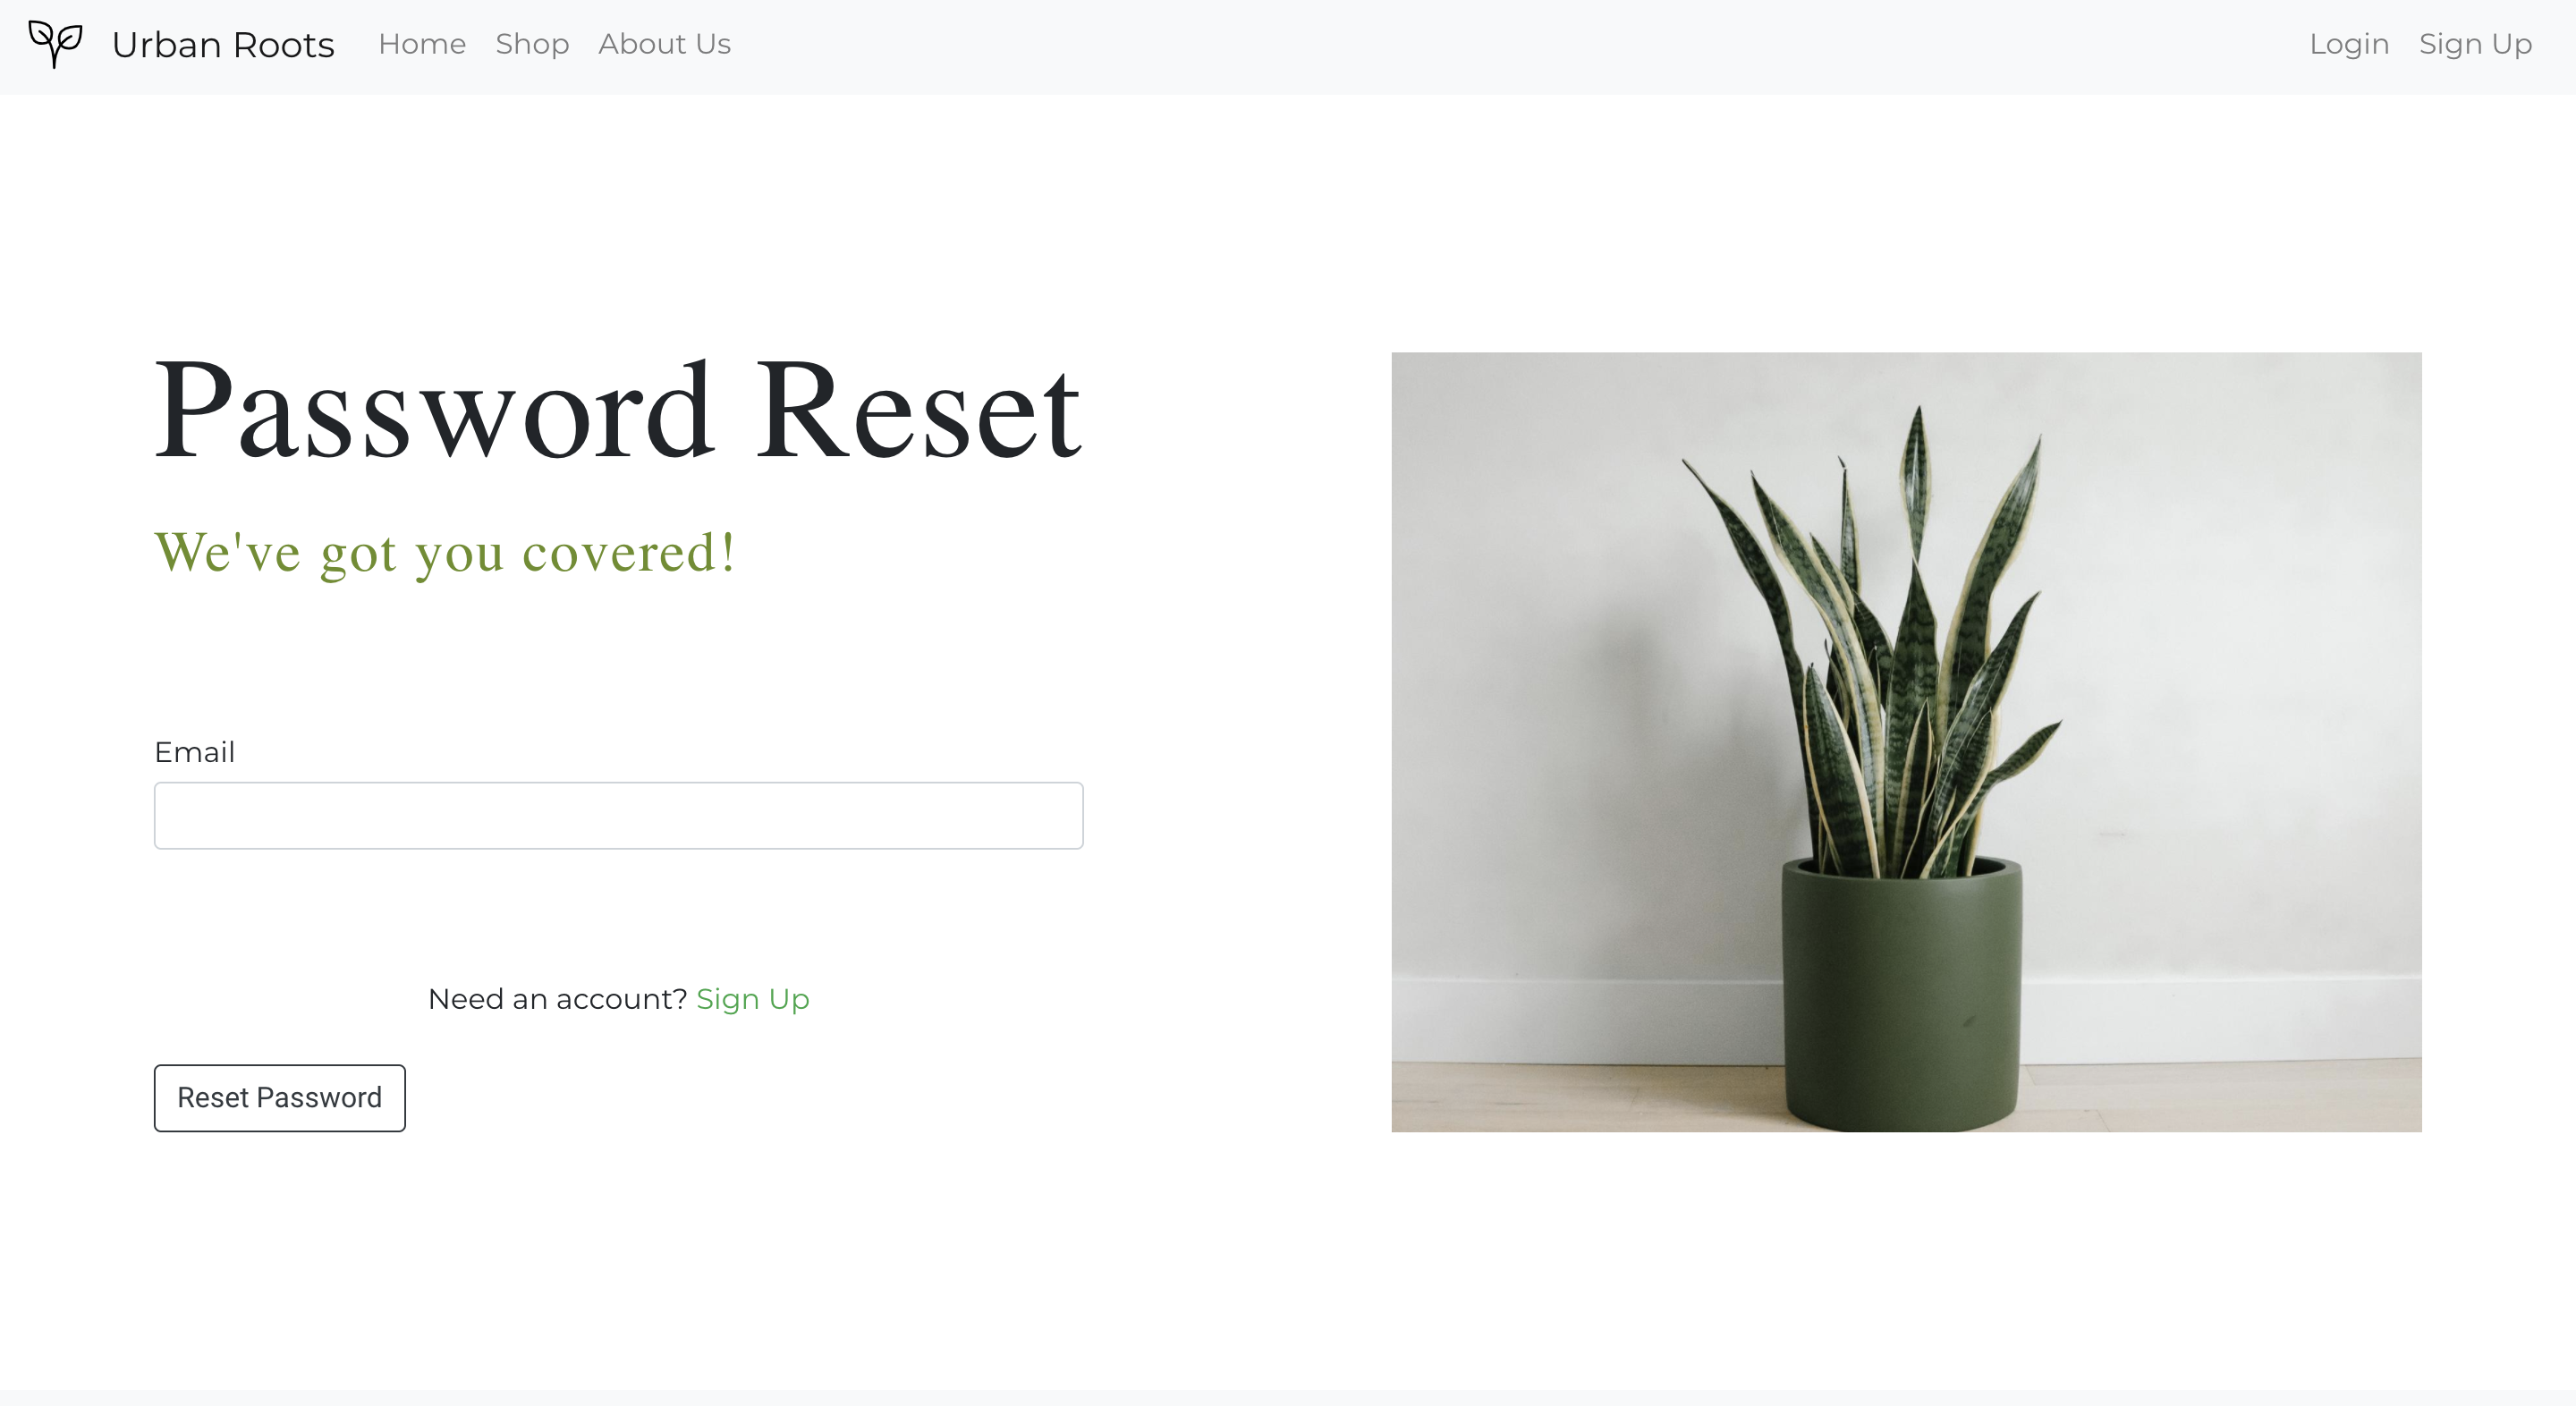 Urban Roots Home Shop About Us Login Sign Up
Password Reset
We've got you covered!
Email
Need an account? Sign Up
Reset Password